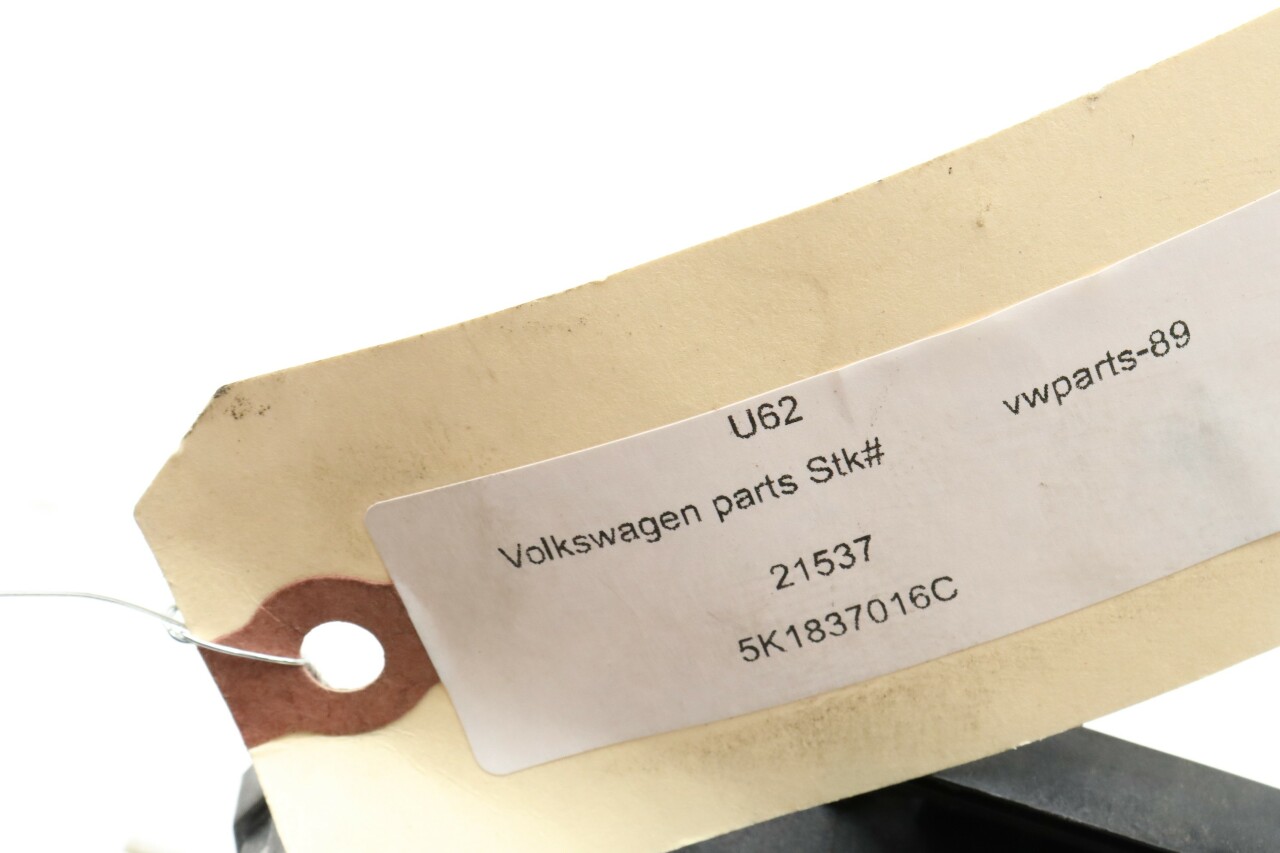 U62
vwparts-89
Volkswagen parts Stk#
21537
5K1837016C